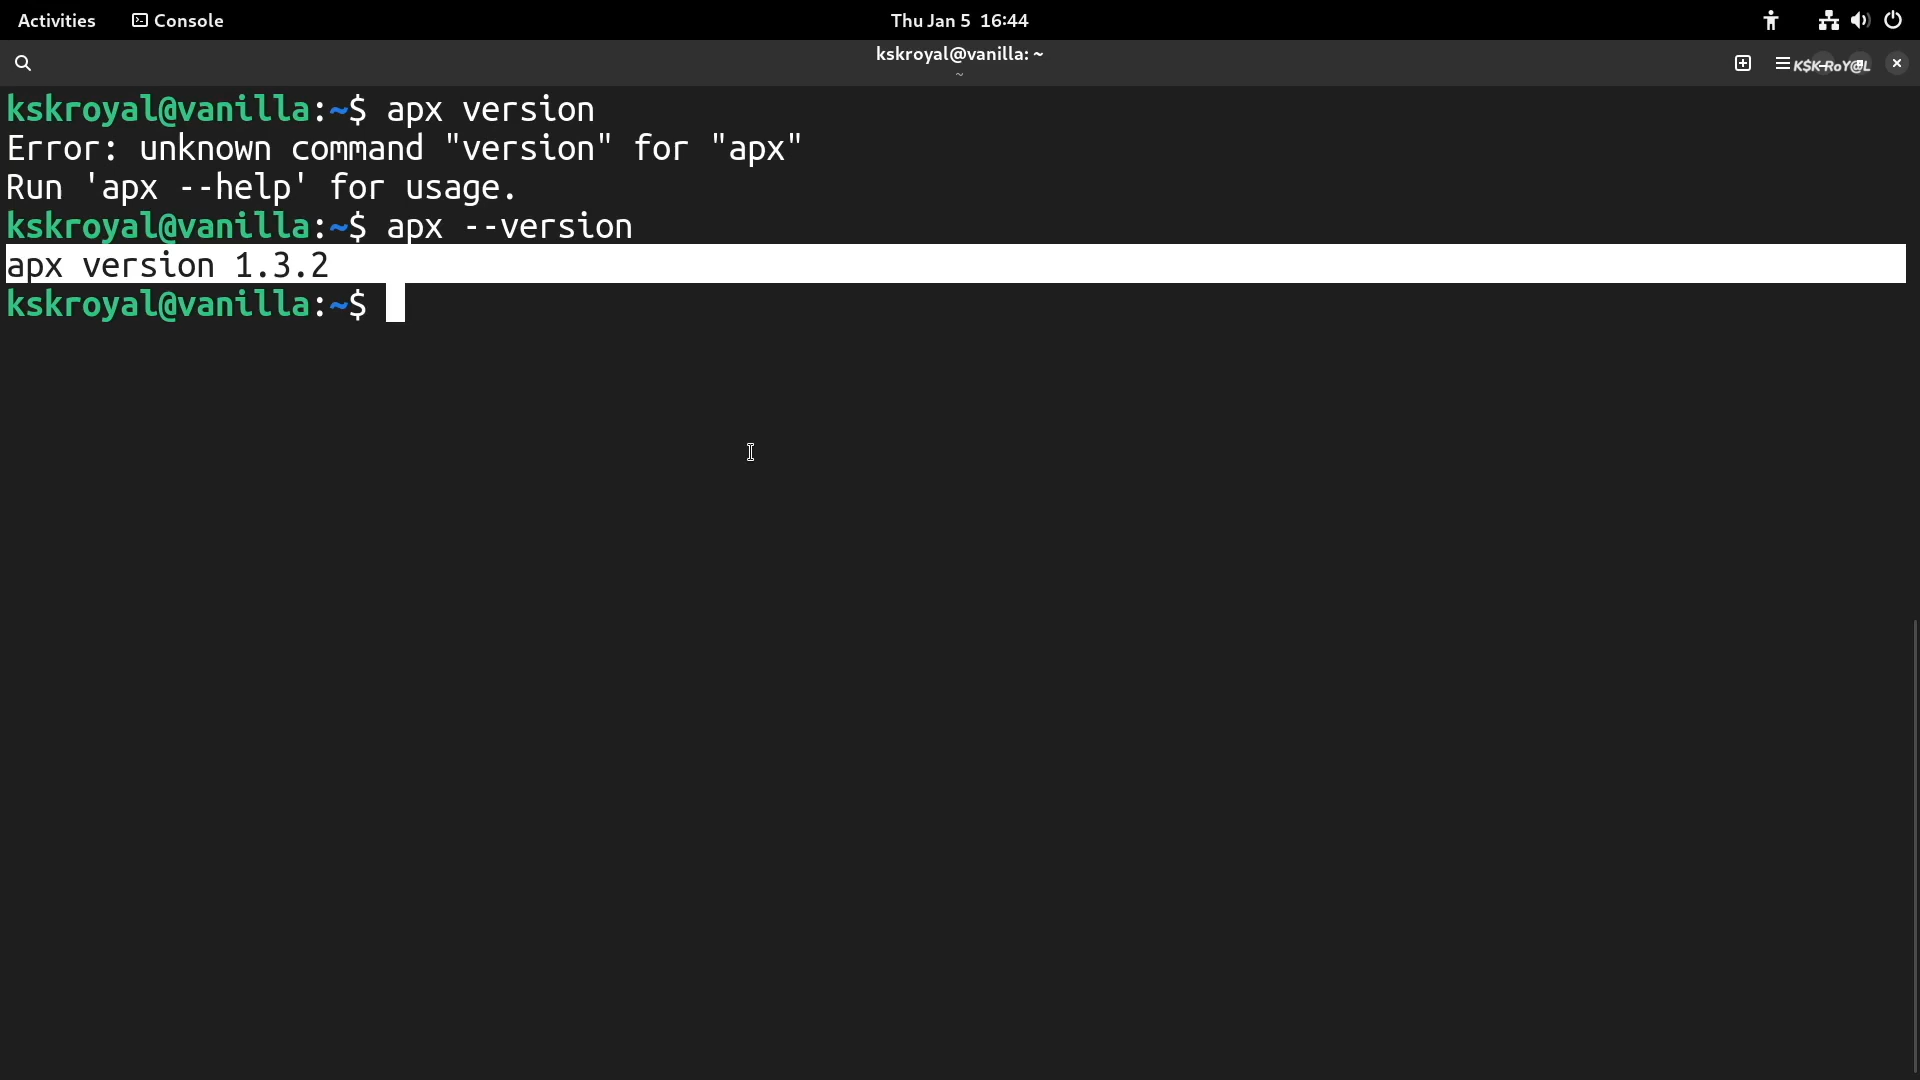 Activities Console Thu Jan 5 16:44
kskroyal@vanilla: ~
~
K$K-RoY@L
kskroyal@vanilla:~$ apx version
Error: unknown command "version" for "apx"
Run 'apx --help' for usage.
kskroyal@vanilla:~$ apx --version
apx version 1.3.2
kskroyal@vanilla:~$